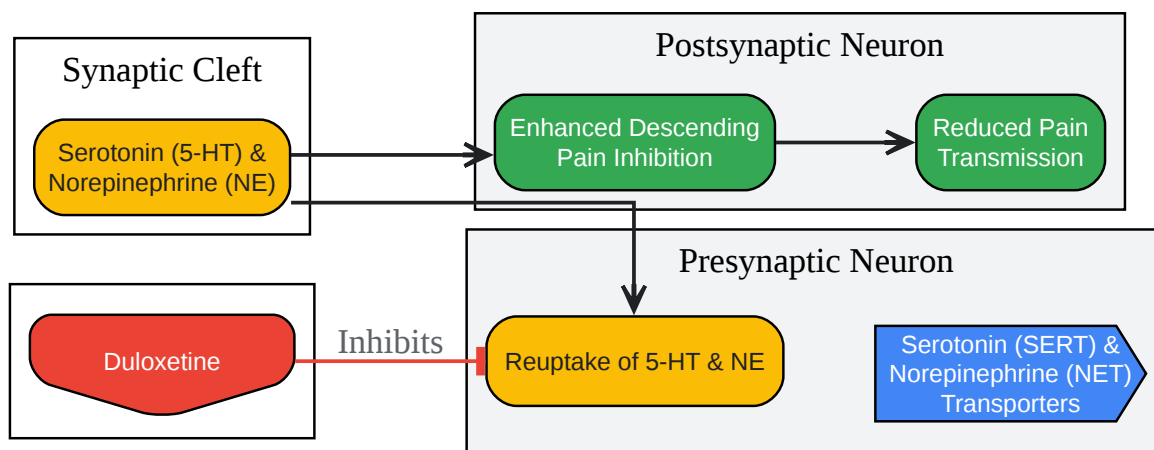 Synaptic Cleft
Serotonin (5-HT) &
Norepinephrine (NE)
Postsynaptic Neuron
Enhanced Descending
Pain Inhibition
Reduced Pain
Transmission
Duloxetine
Inhibits
Presynaptic Neuron
Reuptake of 5-HT & NE
Serotonin (SERT) &
Norepinephrine (NET)
Transporters